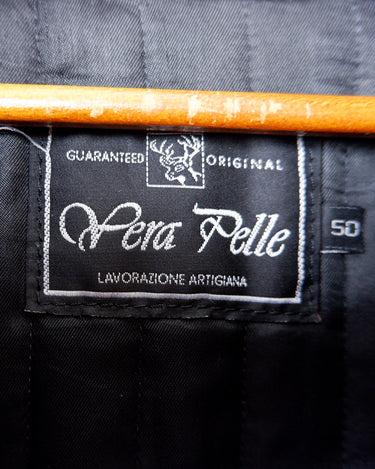 GUARANTEED ORIGINAL
Vera Pelle
50
LAVORAZIONE ARTIGIANA